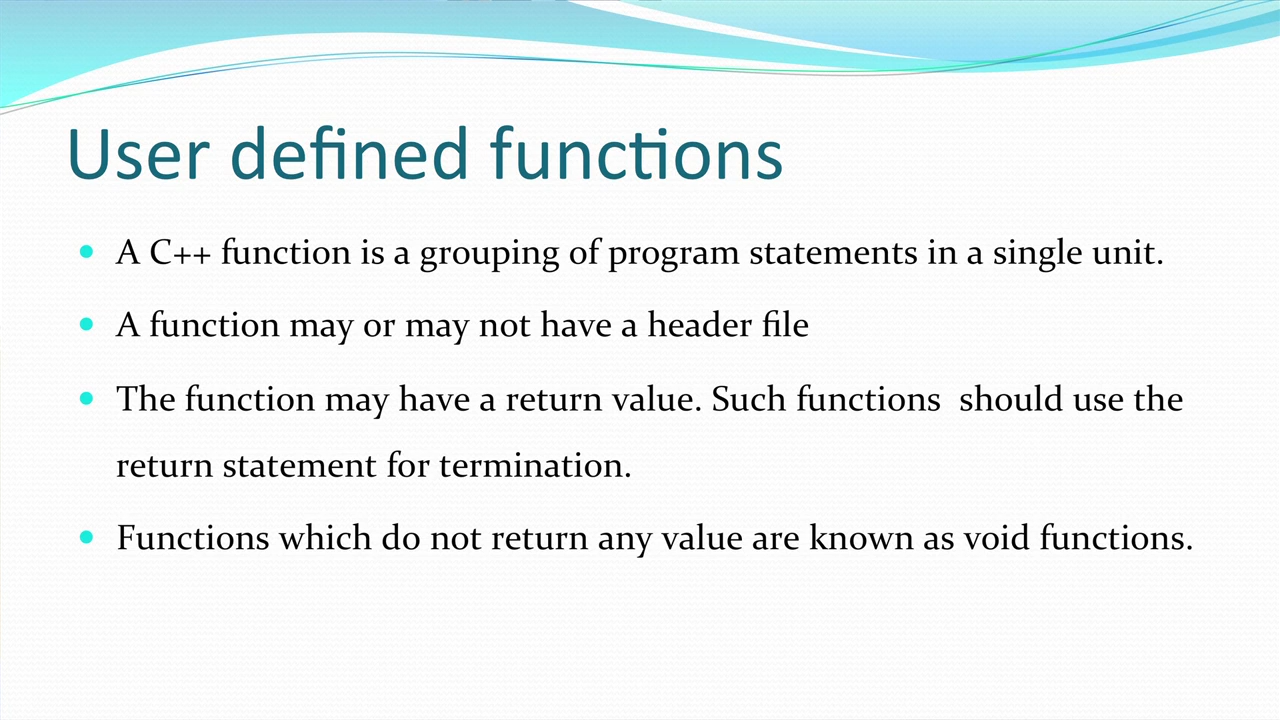 User defined functions
A C++ function is a grouping of program statements in a single unit.
A function may or may not have a header file
The function may have a return value. Such functions  should use the
return statement for termination.
Functions which do not return any value are known as void functions.